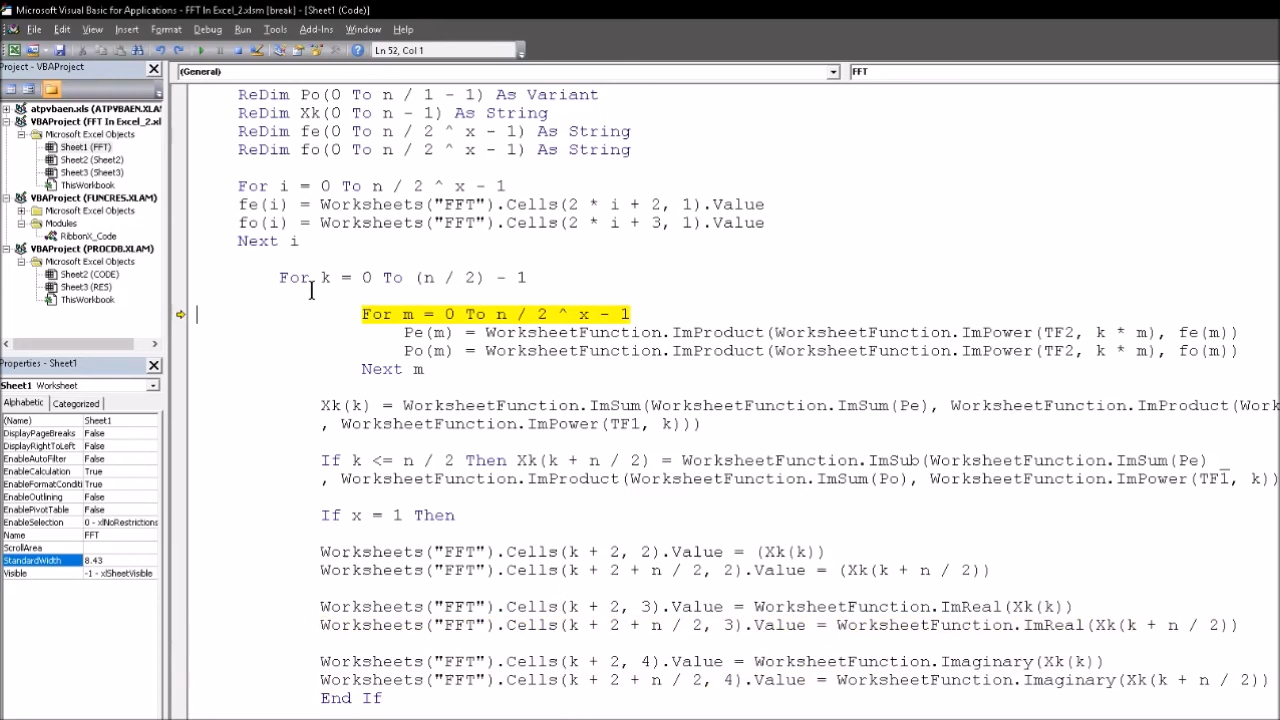 Microsoft Visual Basic for Applications - FFT In Excel_2.xlsm [break] - [Sheet1 (Code)]
File Edit View Insert Format Debug Run Tools Add-Ins Window Help
Ln 52, Col 1
Project - VBAProject
(General)
FFT
atpvbaen.xls (ATPVBAEN.XLAM)
VBAProject (FFT In Excel_2.xl
Microsoft Excel Objects
Sheet1 (FFT)
Sheet2 (Sheet2)
Sheet3 (Sheet3)
ThisWorkbook
VBAProject (FUNCRES.XLAM)
Microsoft Excel Objects
Modules
RibbonX_Code
VBAProject (PROCDB.XLAM)
Microsoft Excel Objects
Sheet2 (CODE)
Sheet3 (RES)
ThisWorkbook
Properties - Sheet1
Sheet1 Worksheet
Alphabetic Categorized
(Name) Sheet1
DisplayPageBreaks False
DisplayRightToLeft False
EnableAutoFilter False
EnableCalculation True
EnableFormatConditi True
EnableOutlining False
EnablePivotTable False
EnableSelection 0 - xlNoRestrictions
Name FFT
ScrollArea
StandardWidth 8.43
Visible -1 - xlSheetVisible
ReDim Po(0 To n / 1 - 1) As Variant
ReDim Xk(0 To n - 1) As String
ReDim fe(0 To n / 2 ^ x - 1) As String
ReDim fo(0 To n / 2 ^ x - 1) As String
For i = 0 To n / 2 ^ x - 1
fe(i) = Worksheets("FFT").Cells(2 * i + 2, 1).Value
fo(i) = Worksheets("FFT").Cells(2 * i + 3, 1).Value
Next i
For k = 0 To (n / 2) - 1
For m = 0 To n / 2 ^ x - 1
Pe(m) = WorksheetFunction.ImProduct(WorksheetFunction.ImPower(TF2, k * m), fe(m))
Po(m) = WorksheetFunction.ImProduct(WorksheetFunction.ImPower(TF2, k * m), fo(m))
Next m
Xk(k) = WorksheetFunction.ImSum(WorksheetFunction.ImSum(Pe), WorksheetFunction.ImProduct(Work
, WorksheetFunction.ImPower(TF1, k)))
If k <= n / 2 Then Xk(k + n / 2) = WorksheetFunction.ImSub(WorksheetFunction.ImSum(Pe) _
, WorksheetFunction.ImProduct(WorksheetFunction.ImSum(Po), WorksheetFunction.ImPower(TF1, k))
If x = 1 Then
Worksheets("FFT").Cells(k + 2, 2).Value = (Xk(k))
Worksheets("FFT").Cells(k + 2 + n / 2, 2).Value = (Xk(k + n / 2))
Worksheets("FFT").Cells(k + 2, 3).Value = WorksheetFunction.ImReal(Xk(k))
Worksheets("FFT").Cells(k + 2 + n / 2, 3).Value = WorksheetFunction.ImReal(Xk(k + n / 2))
Worksheets("FFT").Cells(k + 2, 4).Value = WorksheetFunction.Imaginary(Xk(k))
Worksheets("FFT").Cells(k + 2 + n / 2, 4).Value = WorksheetFunction.Imaginary(Xk(k + n / 2))
End If